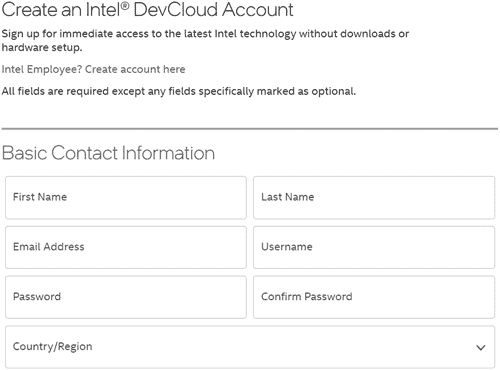 Create an Intel® DevCloud Account
Sign up for immediate access to the latest Intel technology without downloads or
hardware setup.
Intel Employee? Create account here
All fields are required except any fields specifically marked as optional.
Basic Contact Information
First Name
Last Name
Email Address
Username
Password
Confirm Password
Country/Region